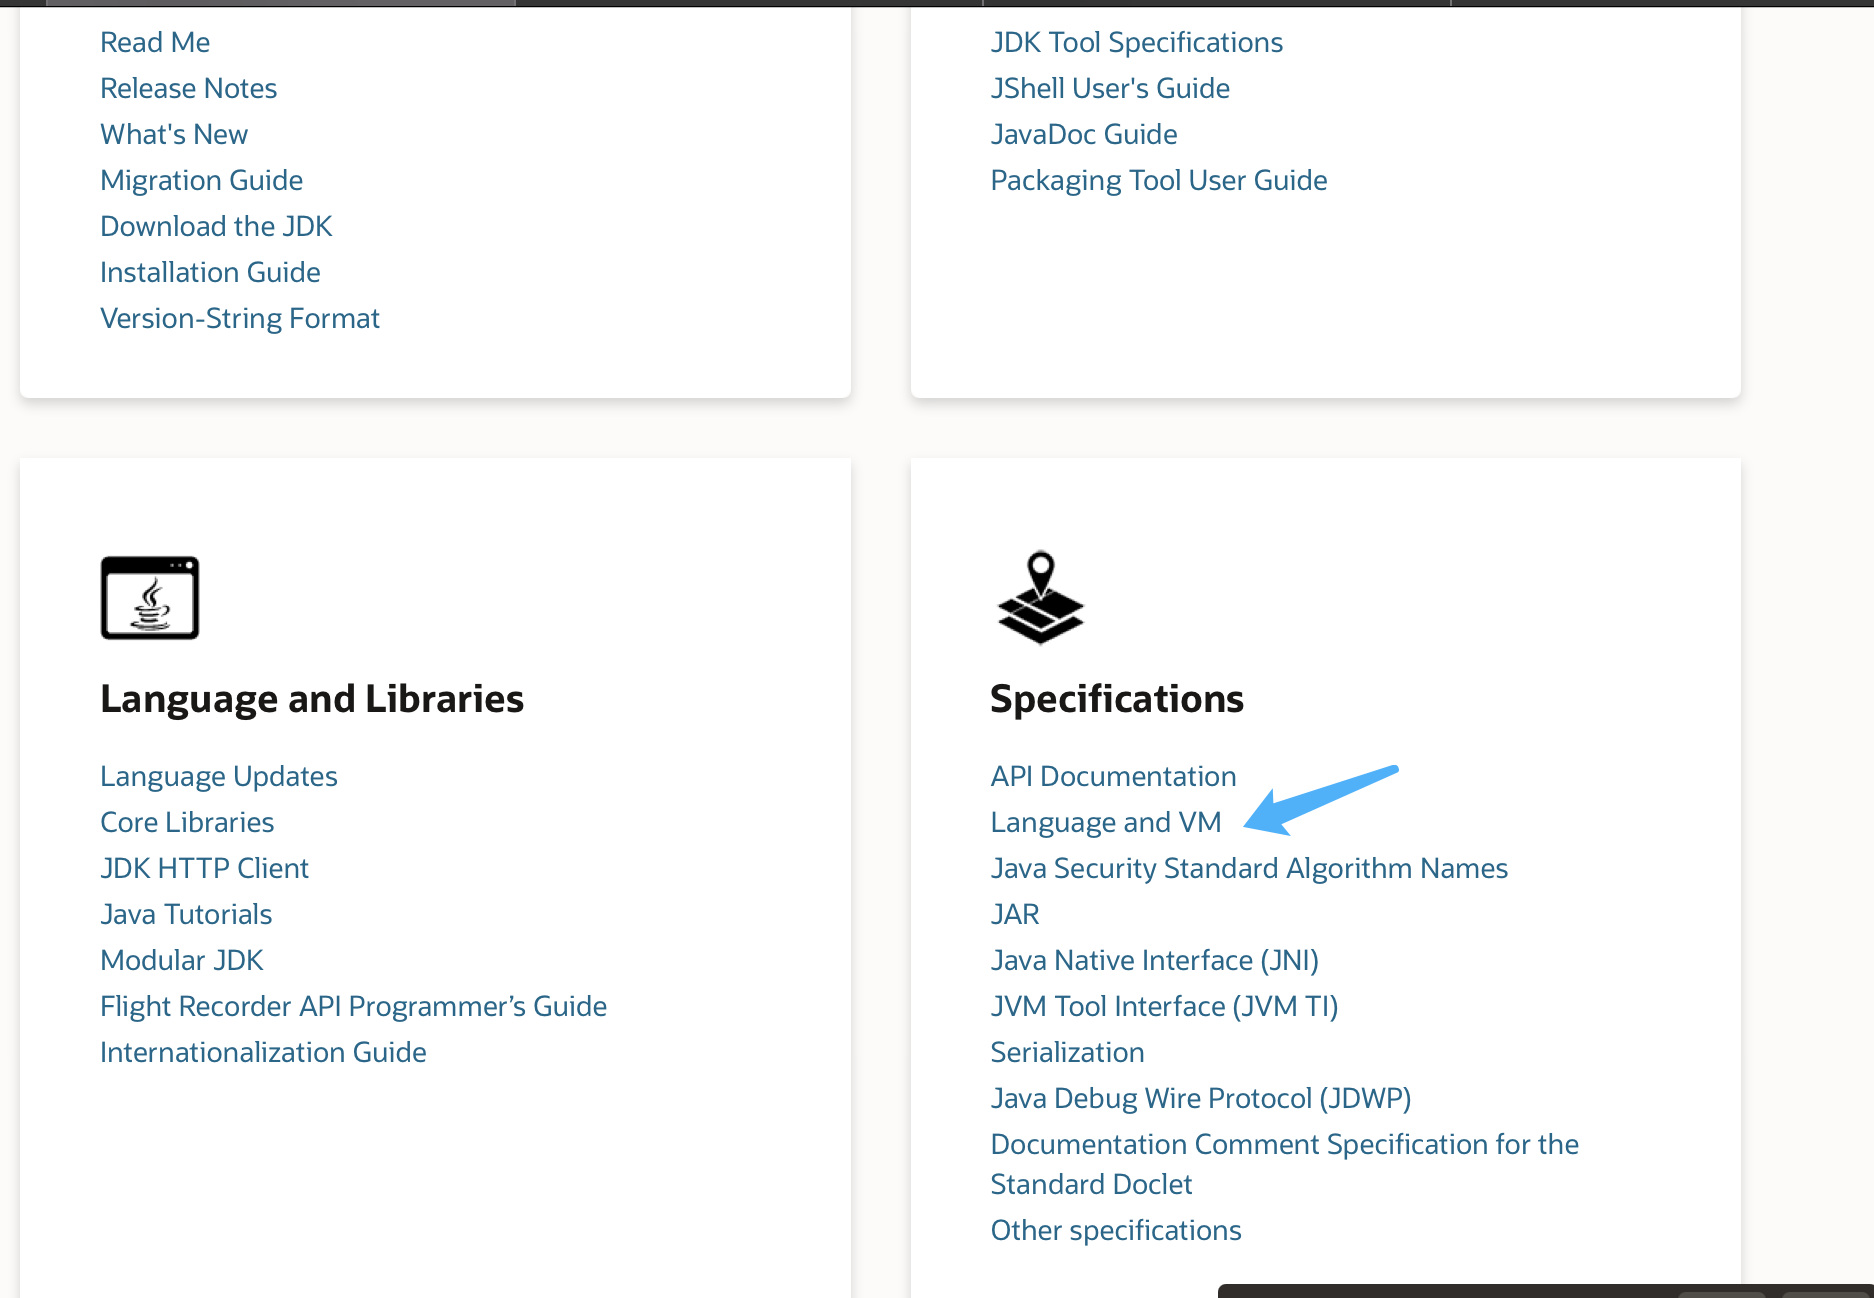 Read Me
Release Notes
What's New
Migration Guide
Download the JDK
Installation Guide
Version-String Format
JDK Tool Specifications
JShell User's Guide
JavaDoc Guide
Packaging Tool User Guide
Language and Libraries
Language Updates
Core Libraries
JDK HTTP Client
Java Tutorials
Modular JDK
Flight Recorder API Programmer’s Guide
Internationalization Guide
Specifications
API Documentation
Language and VM
Java Security Standard Algorithm Names
JAR
Java Native Interface (JNI)
JVM Tool Interface (JVM TI)
Serialization
Java Debug Wire Protocol (JDWP)
Documentation Comment Specification for the
Standard Doclet
Other specifications